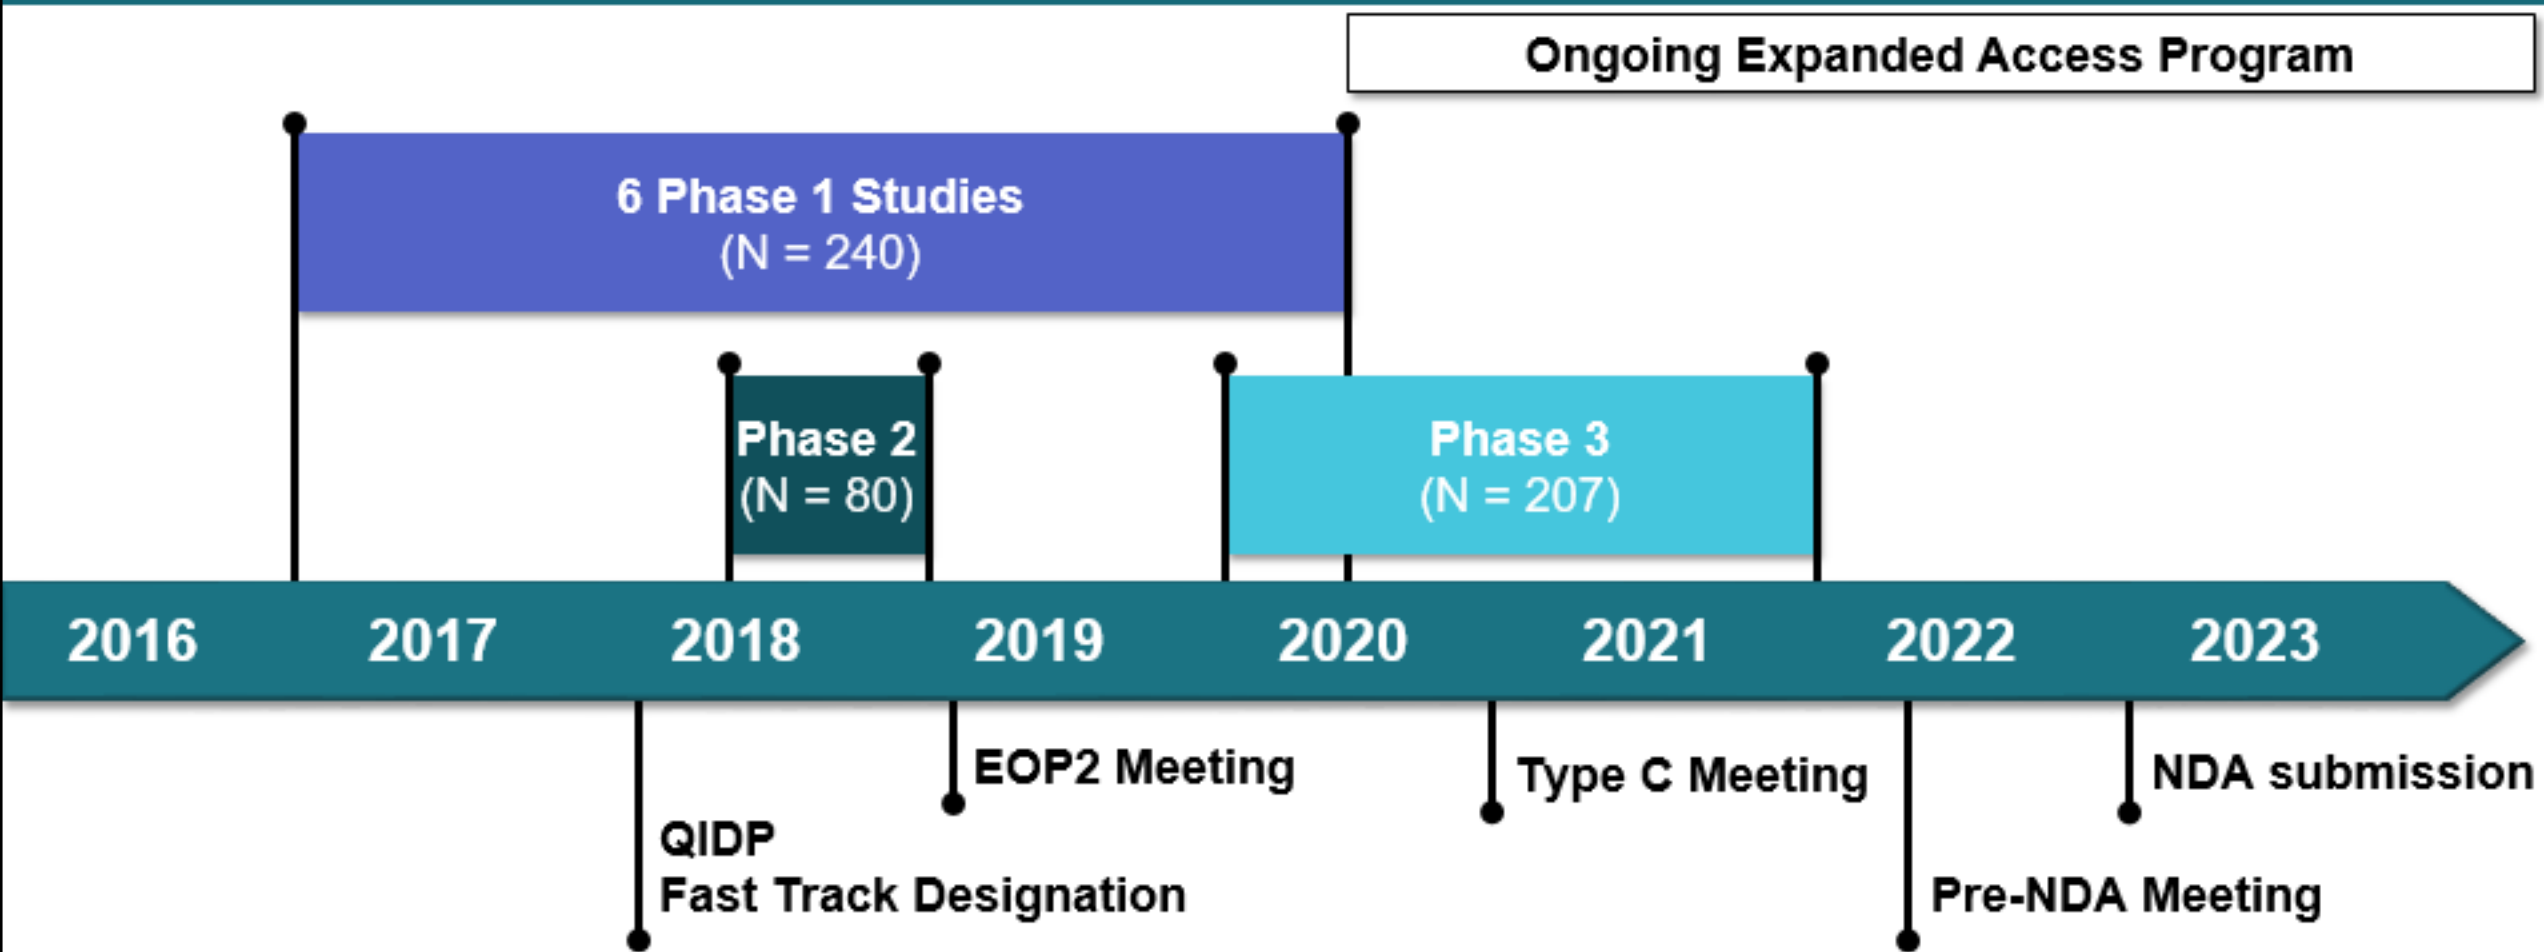 Ongoing Expanded Access Program
6 Phase 1 Studies
(N = 240)
Phase 2
(N = 80)
Phase 3
(N = 207)
2016
2017
2018
2019
2020
2021
2022
2023
EOP2 Meeting
Type C Meeting
NDA submission
QIDP
Fast Track Designation
Pre-NDA Meeting